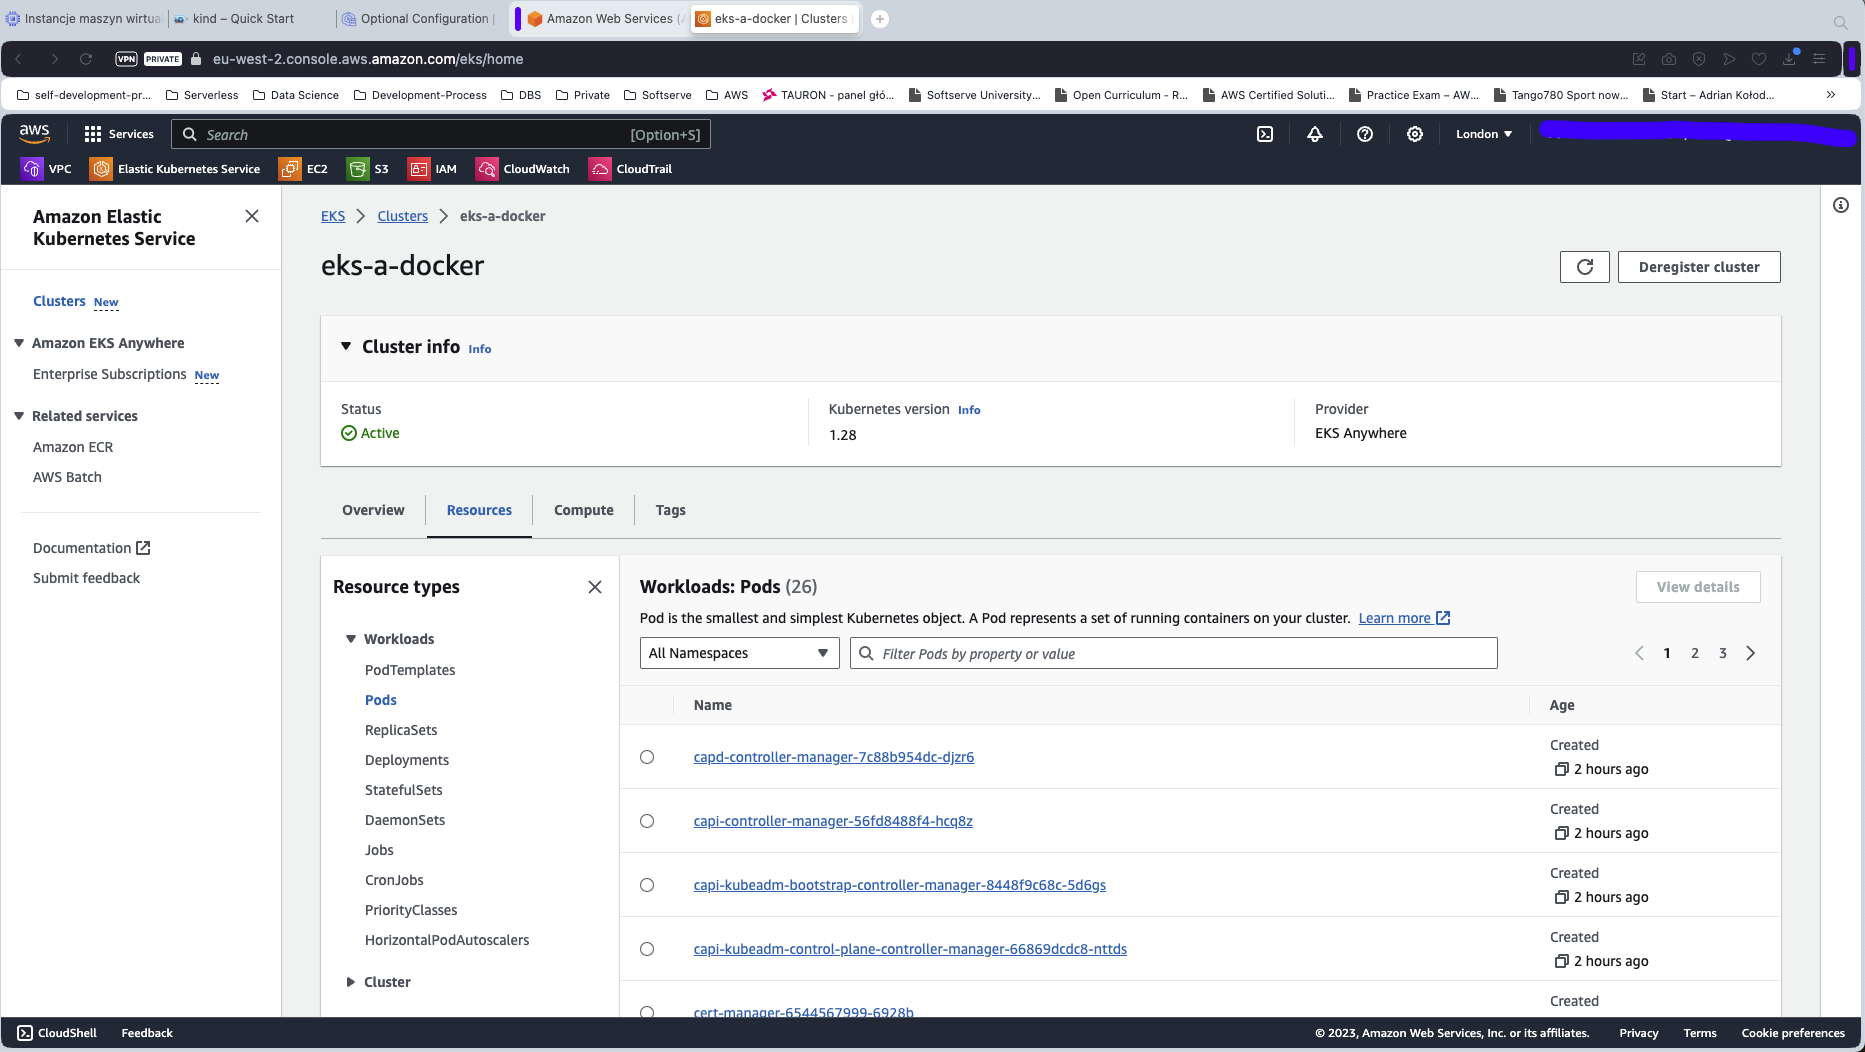 Instancje maszyn wirtual
kind – Quick Start
Optional Configuration |
Amazon Web Services (A
eks-a-docker | Clusters
VPN PRIVATE eu-west-2.console.aws.amazon.com/eks/home
self-development-pr... Serverless Data Science Development-Process DBS Private Softserve AWS TAURON - panel głó... Softserve University... Open Curriculum - R... AWS Certified Soluti... Practice Exam – AW... Tango780 Sport now... Start – Adrian Kołod... »
aws Services Search [Option+S] London
VPC Elastic Kubernetes Service EC2 S3 IAM CloudWatch CloudTrail
Amazon Elastic
Kubernetes Service
Clusters New
Amazon EKS Anywhere
Enterprise Subscriptions New
Related services
Amazon ECR
AWS Batch
Documentation
Submit feedback
EKS > Clusters > eks-a-docker
eks-a-docker
Deregister cluster
Cluster info Info
Status
Active
Kubernetes version Info
1.28
Provider
EKS Anywhere
Overview Resources Compute Tags
Resource types
Workloads
PodTemplates
Pods
ReplicaSets
Deployments
StatefulSets
DaemonSets
Jobs
CronJobs
PriorityClasses
HorizontalPodAutoscalers
Cluster
Workloads: Pods (26)
View details
Pod is the smallest and simplest Kubernetes object. A Pod represents a set of running containers on your cluster. Learn more
All Namespaces Filter Pods by property or value 1 2 3
Name Age
capd-controller-manager-7c88b954dc-djzr6
Created
2 hours ago
capi-controller-manager-56fd8488f4-hcq8z
Created
2 hours ago
capi-kubeadm-bootstrap-controller-manager-8448f9c68c-5d6gs
Created
2 hours ago
capi-kubeadm-control-plane-controller-manager-66869dcdc8-nttds
Created
2 hours ago
cert-manager-6544567999-6928b
Created
CloudShell Feedback © 2023, Amazon Web Services, Inc. or its affiliates. Privacy Terms Cookie preferences